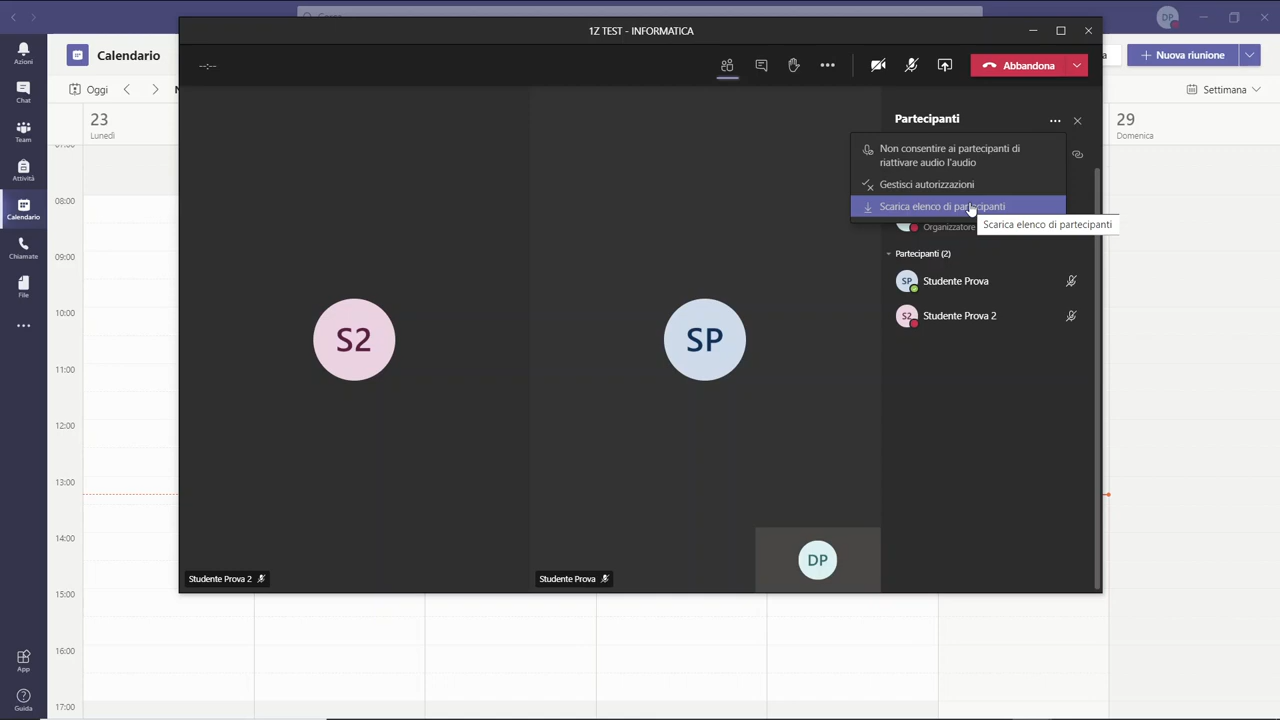 Cerca
DP
1Z TEST - INFORMATICA
Azioni
Chat
Team
Attività
Calendario
Chiamate
File
App
Guida
Calendario
Nuova riunione
Oggi
Settimana
23
Lunedì
29
Domenica
08:00
09:00
10:00
11:00
12:00
13:00
14:00
15:00
16:00
17:00
--:--
Abbandona
Partecipanti
Non consentire ai partecipanti di
riattivare audio l'audio
Gestisci autorizzazioni
Scarica elenco di partecipanti
Scarica elenco di partecipanti
Organizzatore
Partecipanti (2)
SP
Studente Prova
S2
Studente Prova 2
S2
SP
DP
Studente Prova 2
Studente Prova